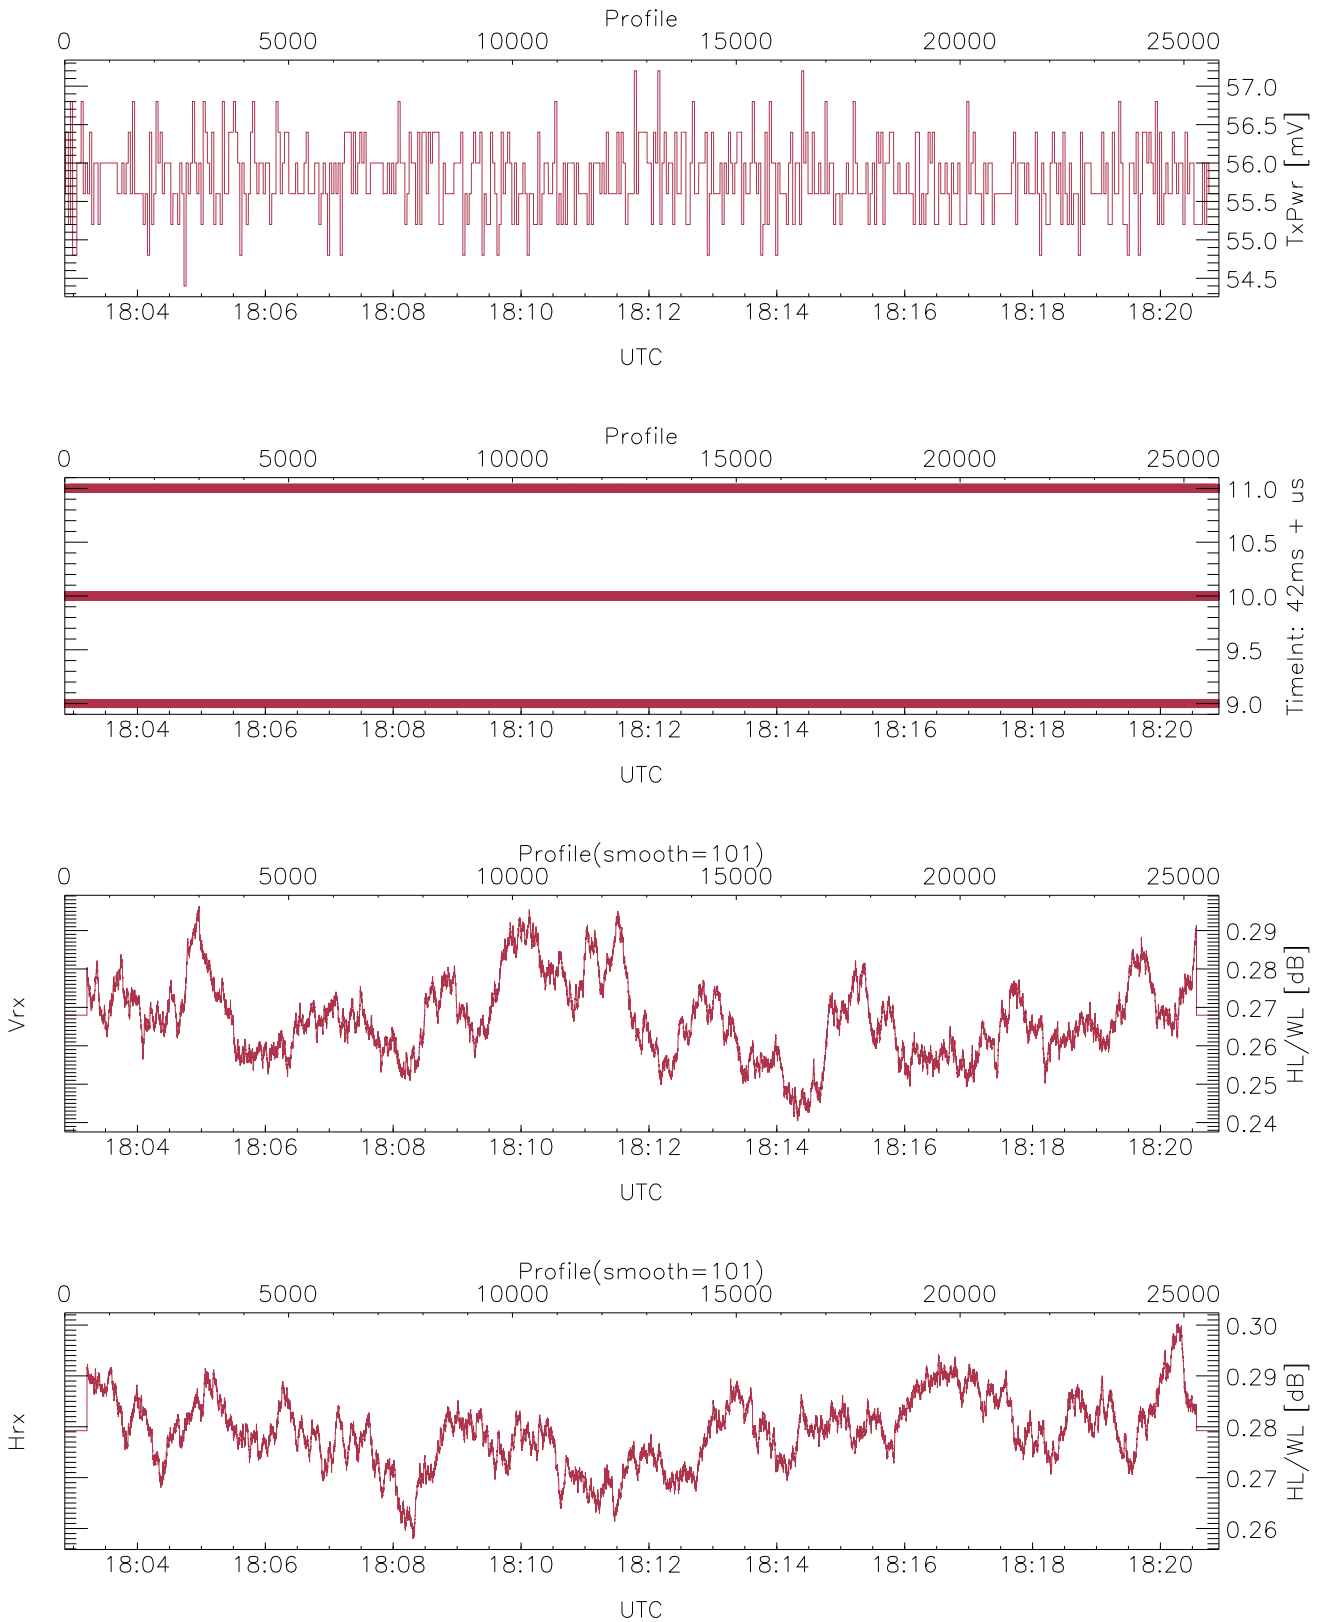 Profile
0 5000 10000 15000 20000 25000
57.0
56.5
56.0
55.5
55.0
54.5
TxPwr [mV]
18:04 18:06 18:08 18:10 18:12 18:14 18:16 18:18 18:20
UTC
Profile
0 5000 10000 15000 20000 25000
11.0
10.5
10.0
9.5
9.0
TimeInt: 42ms + us
18:04 18:06 18:08 18:10 18:12 18:14 18:16 18:18 18:20
UTC
Profile(smooth=101)
0 5000 10000 15000 20000 25000
Vrx
0.29
0.28
0.27
0.26
0.25
0.24
HL/WL [dB]
18:04 18:06 18:08 18:10 18:12 18:14 18:16 18:18 18:20
UTC
Profile(smooth=101)
0 5000 10000 15000 20000 25000
Hrx
0.30
0.29
0.28
0.27
0.26
HL/WL [dB]
18:04 18:06 18:08 18:10 18:12 18:14 18:16 18:18 18:20
UTC